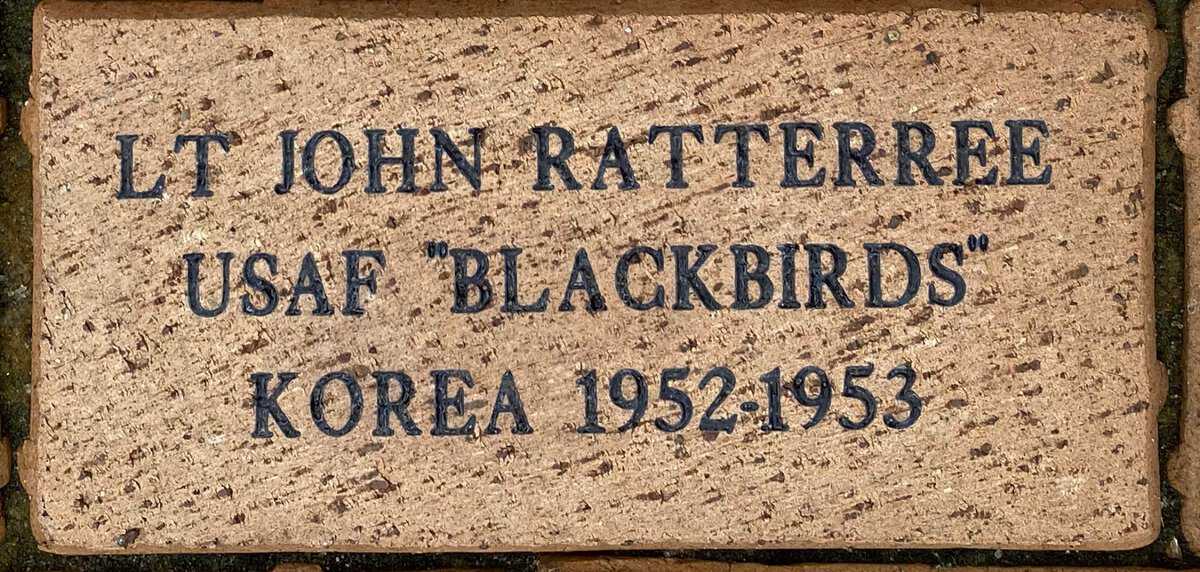 LT JOHN RATTERREE
USAF "BLACKBIRDS"
KOREA 1952-1953